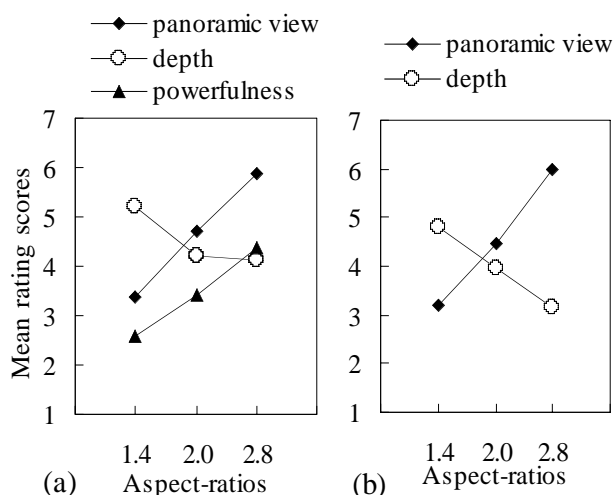 panoramic view
depth
powerfulness
Mean rating scores
7
6
5
4
3
2
1
1.4 2.0 2.8
(a) Aspect-ratios
panoramic view
depth
7
6
5
4
3
2
1
1.4 2.0 2.8
(b) Aspect-ratios